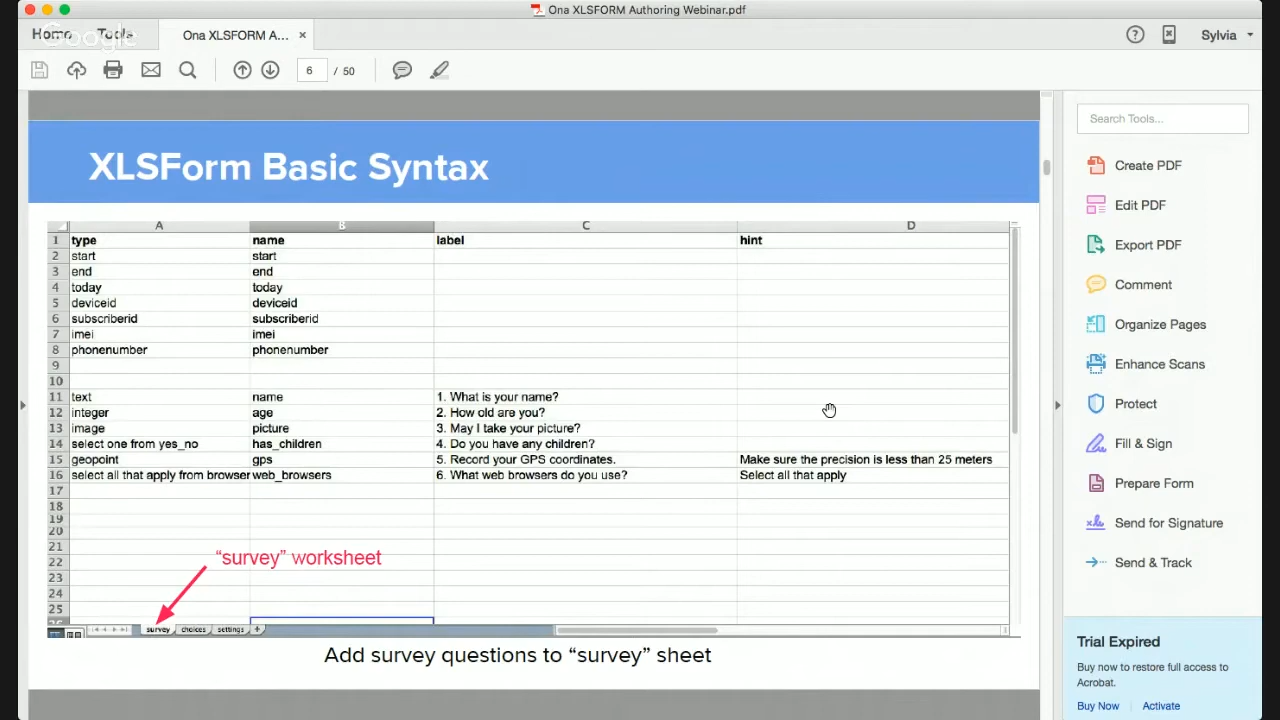 Ona XLSFORM Authoring Webinar.pdf
Home Tools Ona XLSFORM A... × Sylvia
Google
6 / 50
Search Tools...
XLSForm Basic Syntax
A B C D
1 type name label hint
2 start start
3 end end
4 today today
5 deviceid deviceid
6 subscriberid subscriberid
7 imei imei
8 phonenumber phonenumber
9
10
11 text name 1. What is your name?
12 integer age 2. How old are you?
13 image picture 3. May I take your picture?
14 select one from yes_no has_children 4. Do you have any children?
15 geopoint gps 5. Record your GPS coordinates. Make sure the precision is less than 25 meters
16 select all that apply from browser web_browsers 6. What web browsers do you use? Select all that apply
17
18
19
20
21
22
23
24
25
26
“survey” worksheet
survey choices settings +
Add survey questions to “survey” sheet
Create PDF
Edit PDF
Export PDF
Comment
Organize Pages
Enhance Scans
Protect
Fill & Sign
Prepare Form
Send for Signature
Send & Track
Trial Expired
Buy now to restore full access to
Acrobat.
Buy Now Activate